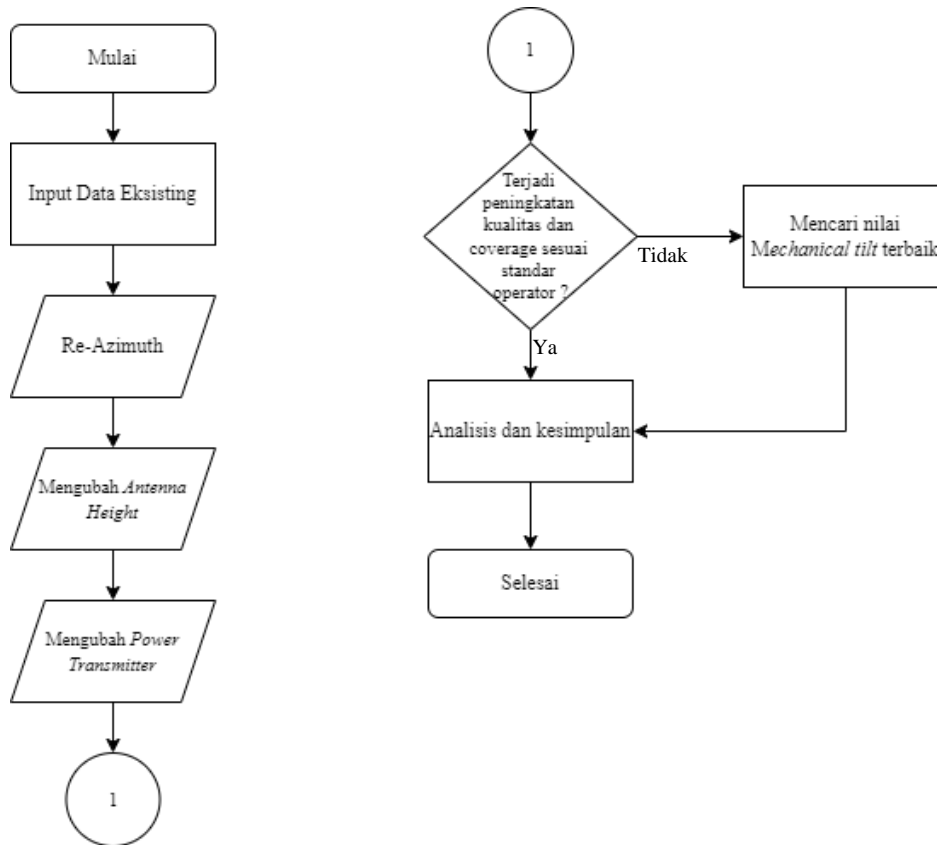 Mulai
Input Data Eksisting
Re-Azimuth
Mengubah Antenna
Height
Mengubah Power
Transmitter
1
1
Terjadi
peningkatan
kualitas dan
coverage sesuai
standar
operator ?
Tidak
Mencari nilai
Mechanical tilt terbaik
Ya
Analisis dan kesimpulan
Selesai